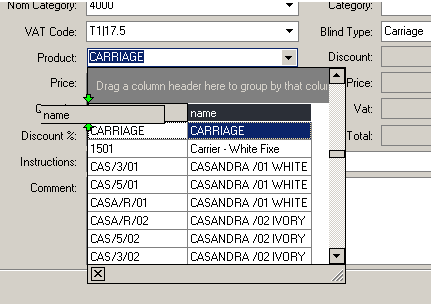 Nom Category: 4000 Category:
VAT Code: T1|17.5 Blind Type: Carriage
Product: CARRIAGE Discount:
Drag a column header here to group by that colu
Price: Price:
name name Vat:
Discount %: CARRIAGE CARRIAGE Total:
1501 Carrier - White Fixe
Instructions: CAS/3/01 CASANDRA /01 WHITE
Comment: CAS/5/01 CASANDRA /01 WHITE
CASA/R/01 CASANDRA /01 WHITE
CASA/R/02 CASANDRA /02 IVORY
CAS/5/02 CASANDRA /02 IVORY
CAS/3/02 CASANDRA /02 IVORY